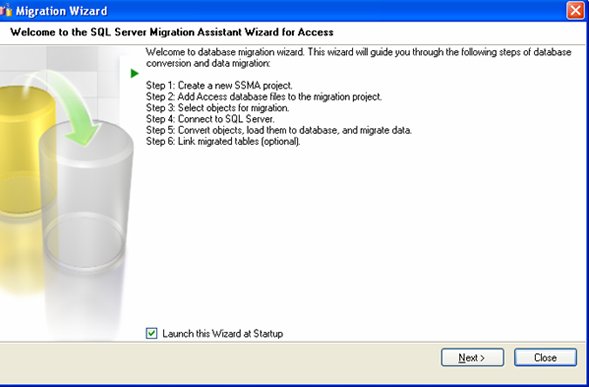 Migration Wizard
Welcome to the SQL Server Migration Assistant Wizard for Access
Welcome to database migration wizard. This wizard will guide you through the following steps of database
conversion and data migration:
Step 1: Create a new SSMA project.
Step 2: Add Access database files to the migration project.
Step 3: Select objects for migration.
Step 4: Connect to SQL Server.
Step 5: Convert objects, load them to database, and migrate data.
Step 6: Link migrated tables (optional).
Launch this Wizard at Startup
Next >
Close